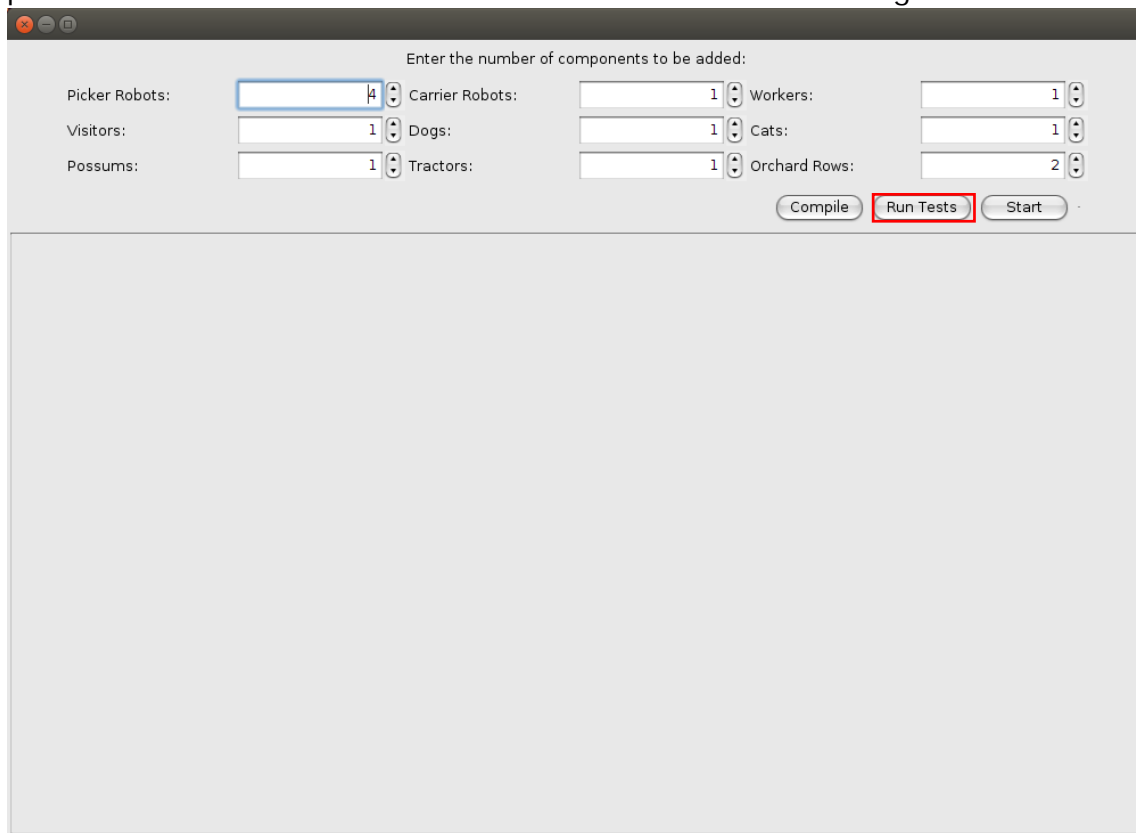 Enter the number of components to be added:
Picker Robots: 4 Carrier Robots: 1 Workers: 1
Visitors: 1 Dogs: 1 Cats: 1
Possums: 1 Tractors: 1 Orchard Rows: 2
Compile Run Tests Start